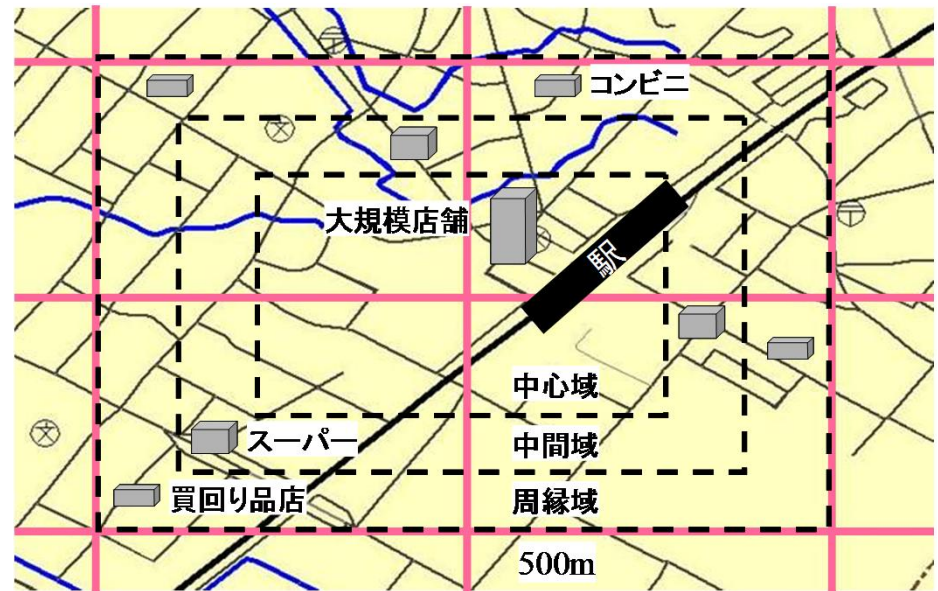 コンビニ
大規模店舗
駅
中心域
スーパー
中間域
買回り品店
周縁域
500m